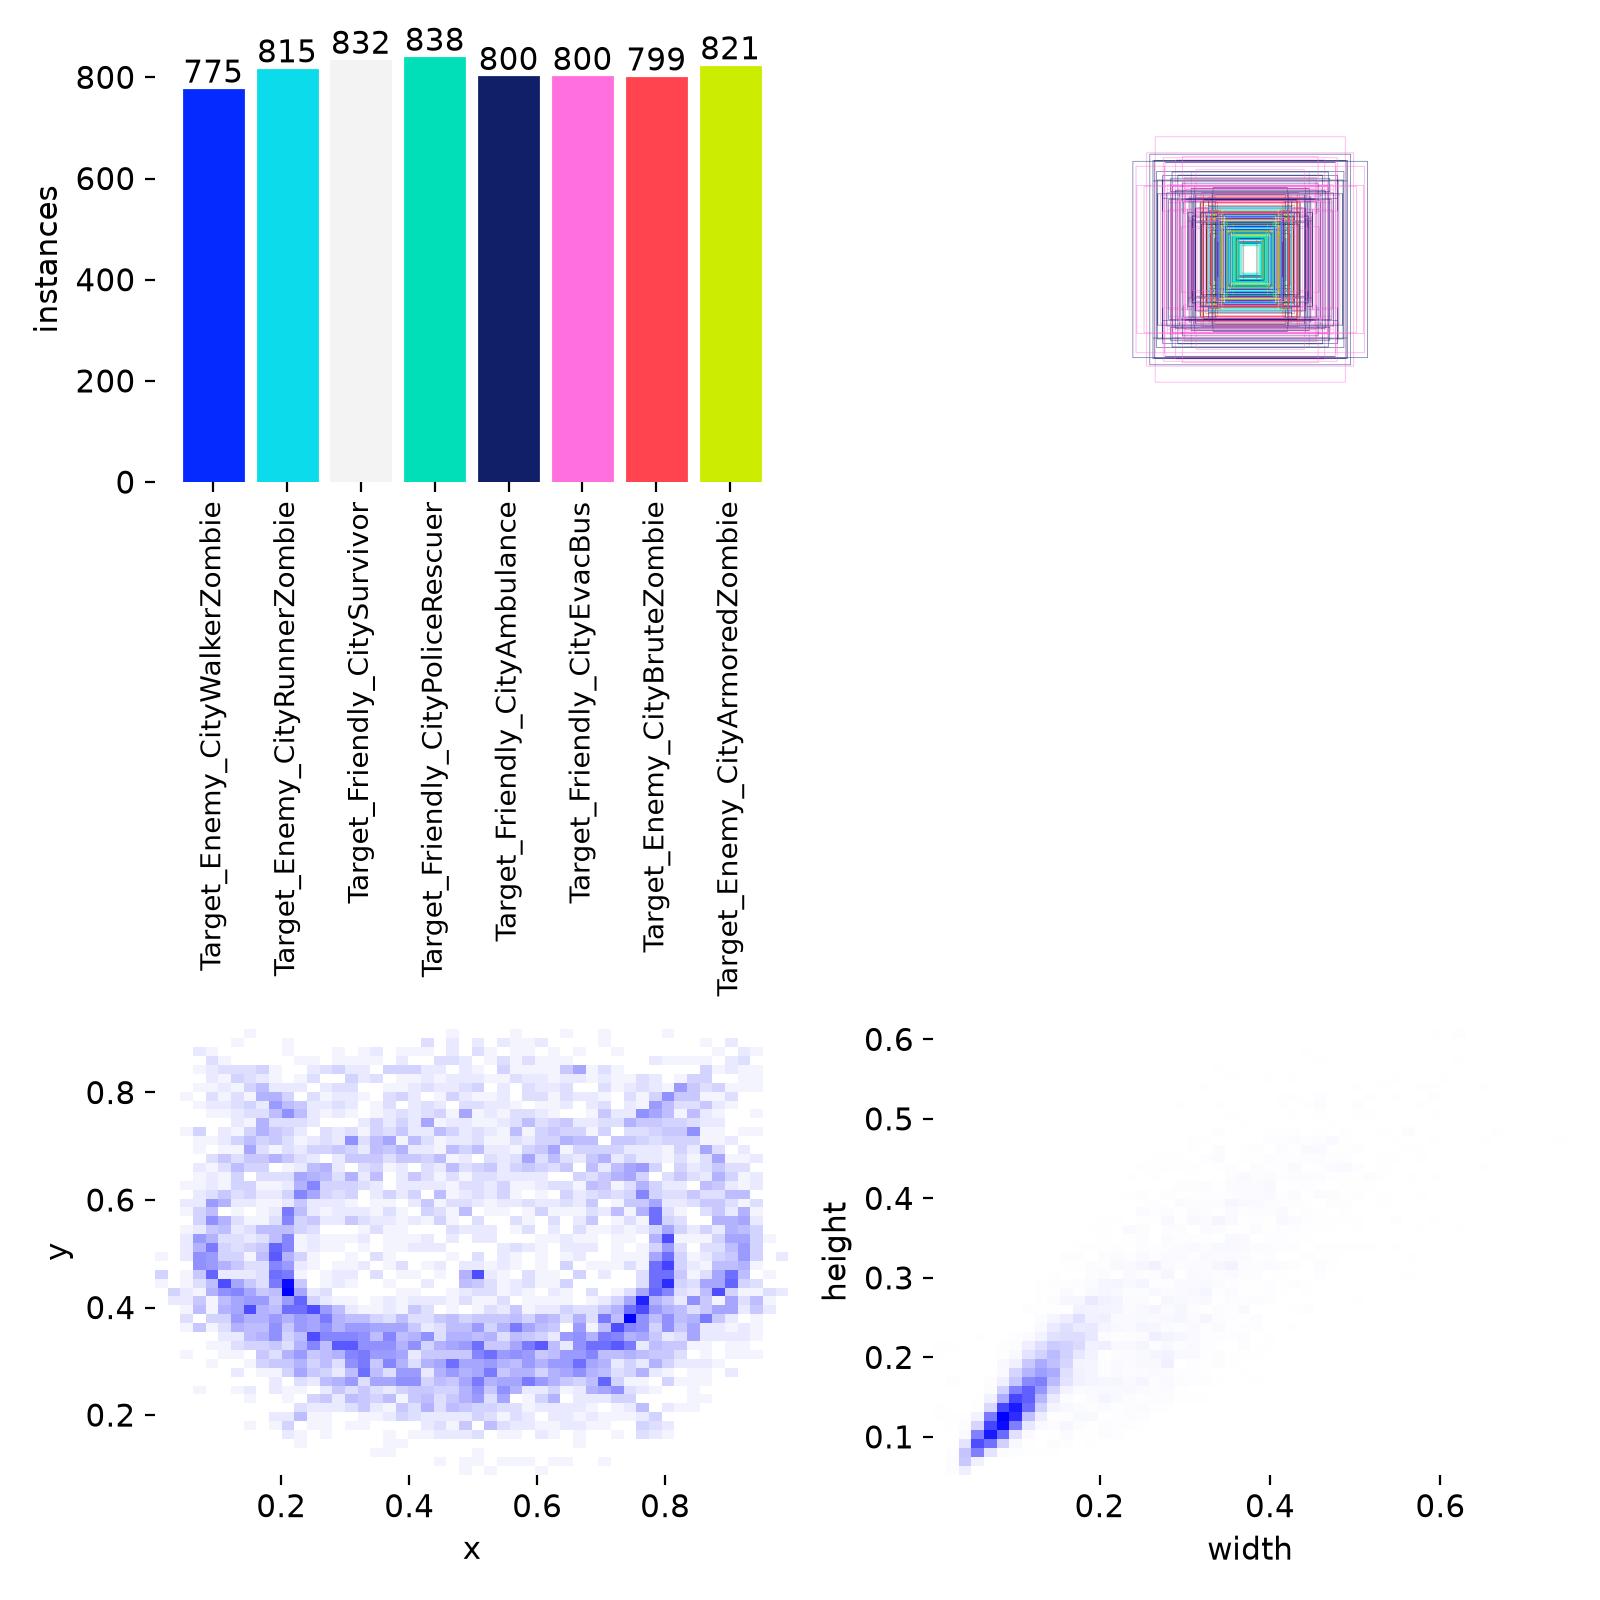 775
815
832
838
800
800
799
821
800
600
400
200
0
instances
Target_Enemy_CityWalkerZombie
Target_Enemy_CityRunnerZombie
Target_Friendly_CitySurvivor
Target_Friendly_CityPoliceRescuer
Target_Friendly_CityAmbulance
Target_Friendly_CityEvacBus
Target_Enemy_CityBruteZombie
Target_Enemy_CityArmoredZombie
0.8
0.6
0.4
0.2
y
0.2
0.4
0.6
0.8
x
0.6
0.5
0.4
0.3
0.2
0.1
height
0.2
0.4
0.6
width